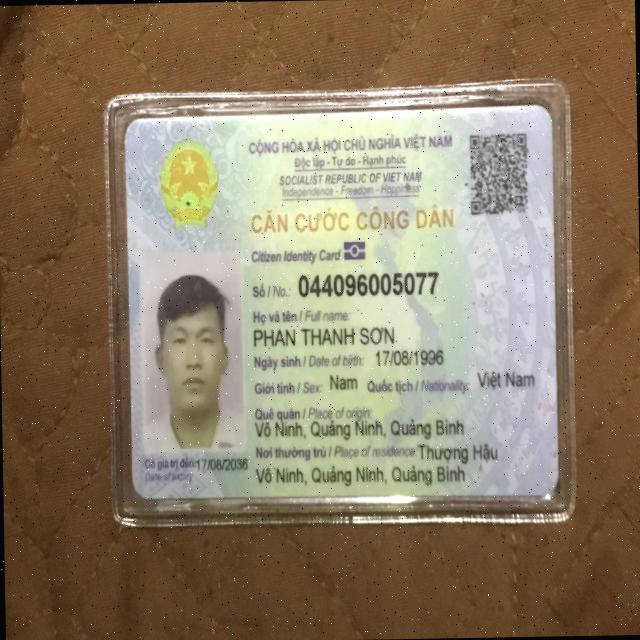 CỘNG HÒA XÃ HỘI CHỦ NGHĨA VIỆT NAM
Độc lập - Tự do - Hạnh phúc
SOCIALIST REPUBLIC OF VIET NAM
Independence - Freedom - Happiness
CĂN CƯỚC CÔNG DÂN
Citizen Identity Card
Số / No.: 044096005077
Họ và tên / Full name:
PHAN THANH SƠN
Ngày sinh / Date of birth: 17/08/1996
Giới tính / Sex: Nam Quốc tịch / Nationality: Việt Nam
Quê quán / Place of origin:
Võ Ninh, Quảng Ninh, Quảng Bình
Nơi thường trú / Place of residence: Thượng Hậu
Võ Ninh, Quảng Ninh, Quảng Bình
Có giá trị đến: 17/08/2036
Date of expiry